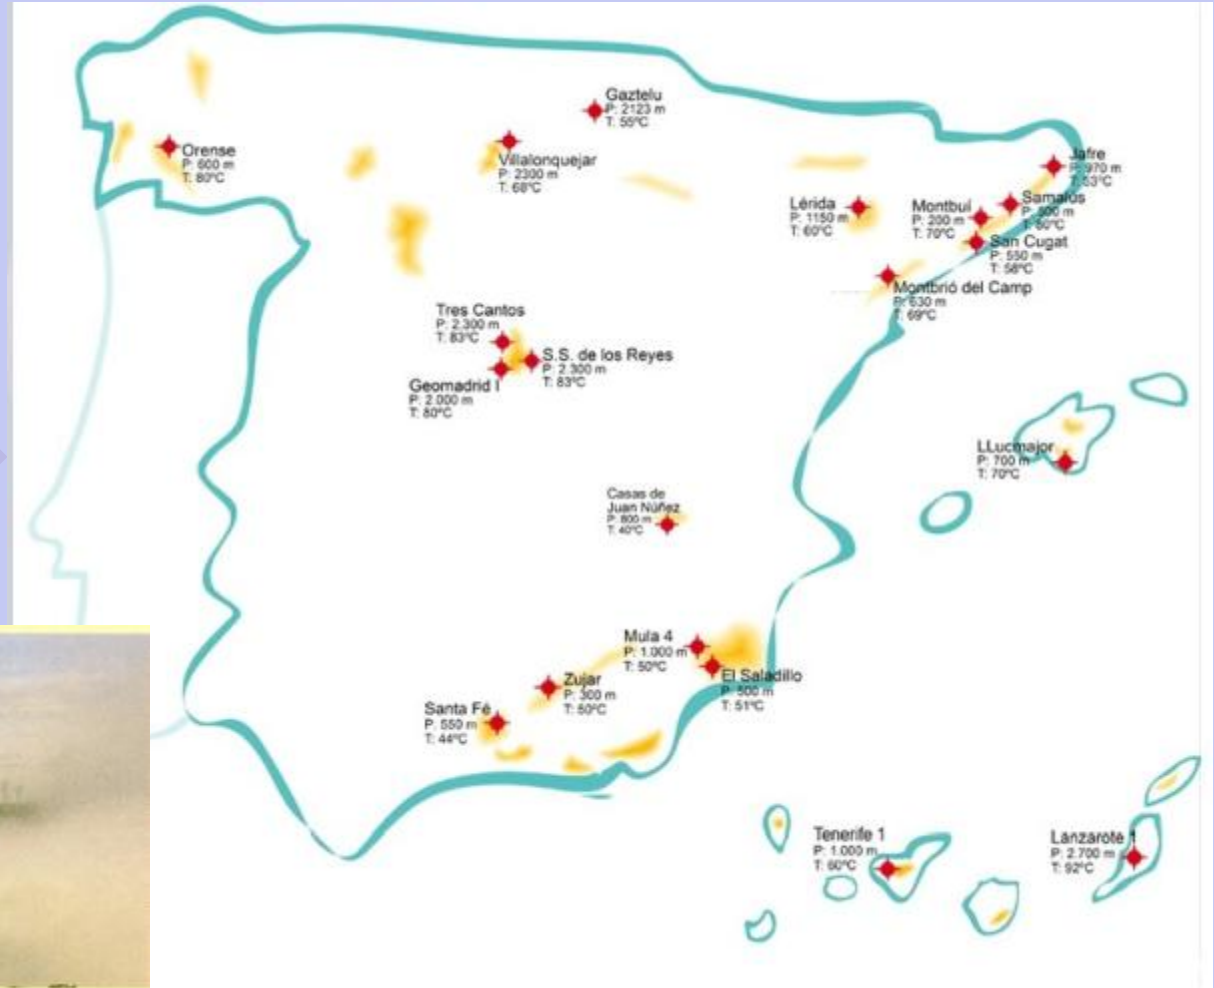 Gaztelu
P: 2123 m
T: 55ºC
Orense
P: 600 m
T: 80ºC
Villalonquejar
P: 2300 m
T: 68ºC
Jafre
P: 970 m
T: 53ºC
Lérida
P: 1150 m
T: 60ºC
Montbui
P: 200 m
T: 70ºC
Samalús
T: 60ºC
San Cugat
P: 550 m
T: 58ºC
Montbrió del Camp
P: 630 m
T: 69ºC
Tres Cantos
P: 2.300 m
T: 83ºC
S.S. de los Reyes
P: 2.300 m
T: 83ºC
Geomadrid I
P: 2.000 m
T: 80ºC
LLucmajor
P: 700 m
T: 70ºC
Casas de
Juan Núñez
P: 800 m
T: 40ºC
Mula 4
P: 1.000 m
T: 50ºC
El Saladillo
P: 500 m
T: 51ºC
Zujar
P: 300 m
T: 50ºC
Santa Fé
P. 550 m
T: 44ºC
Tenerife 1
P: 1.000 m
T: 60ºC
Lanzarote 1
P: 2.700 m
T: 92ºC